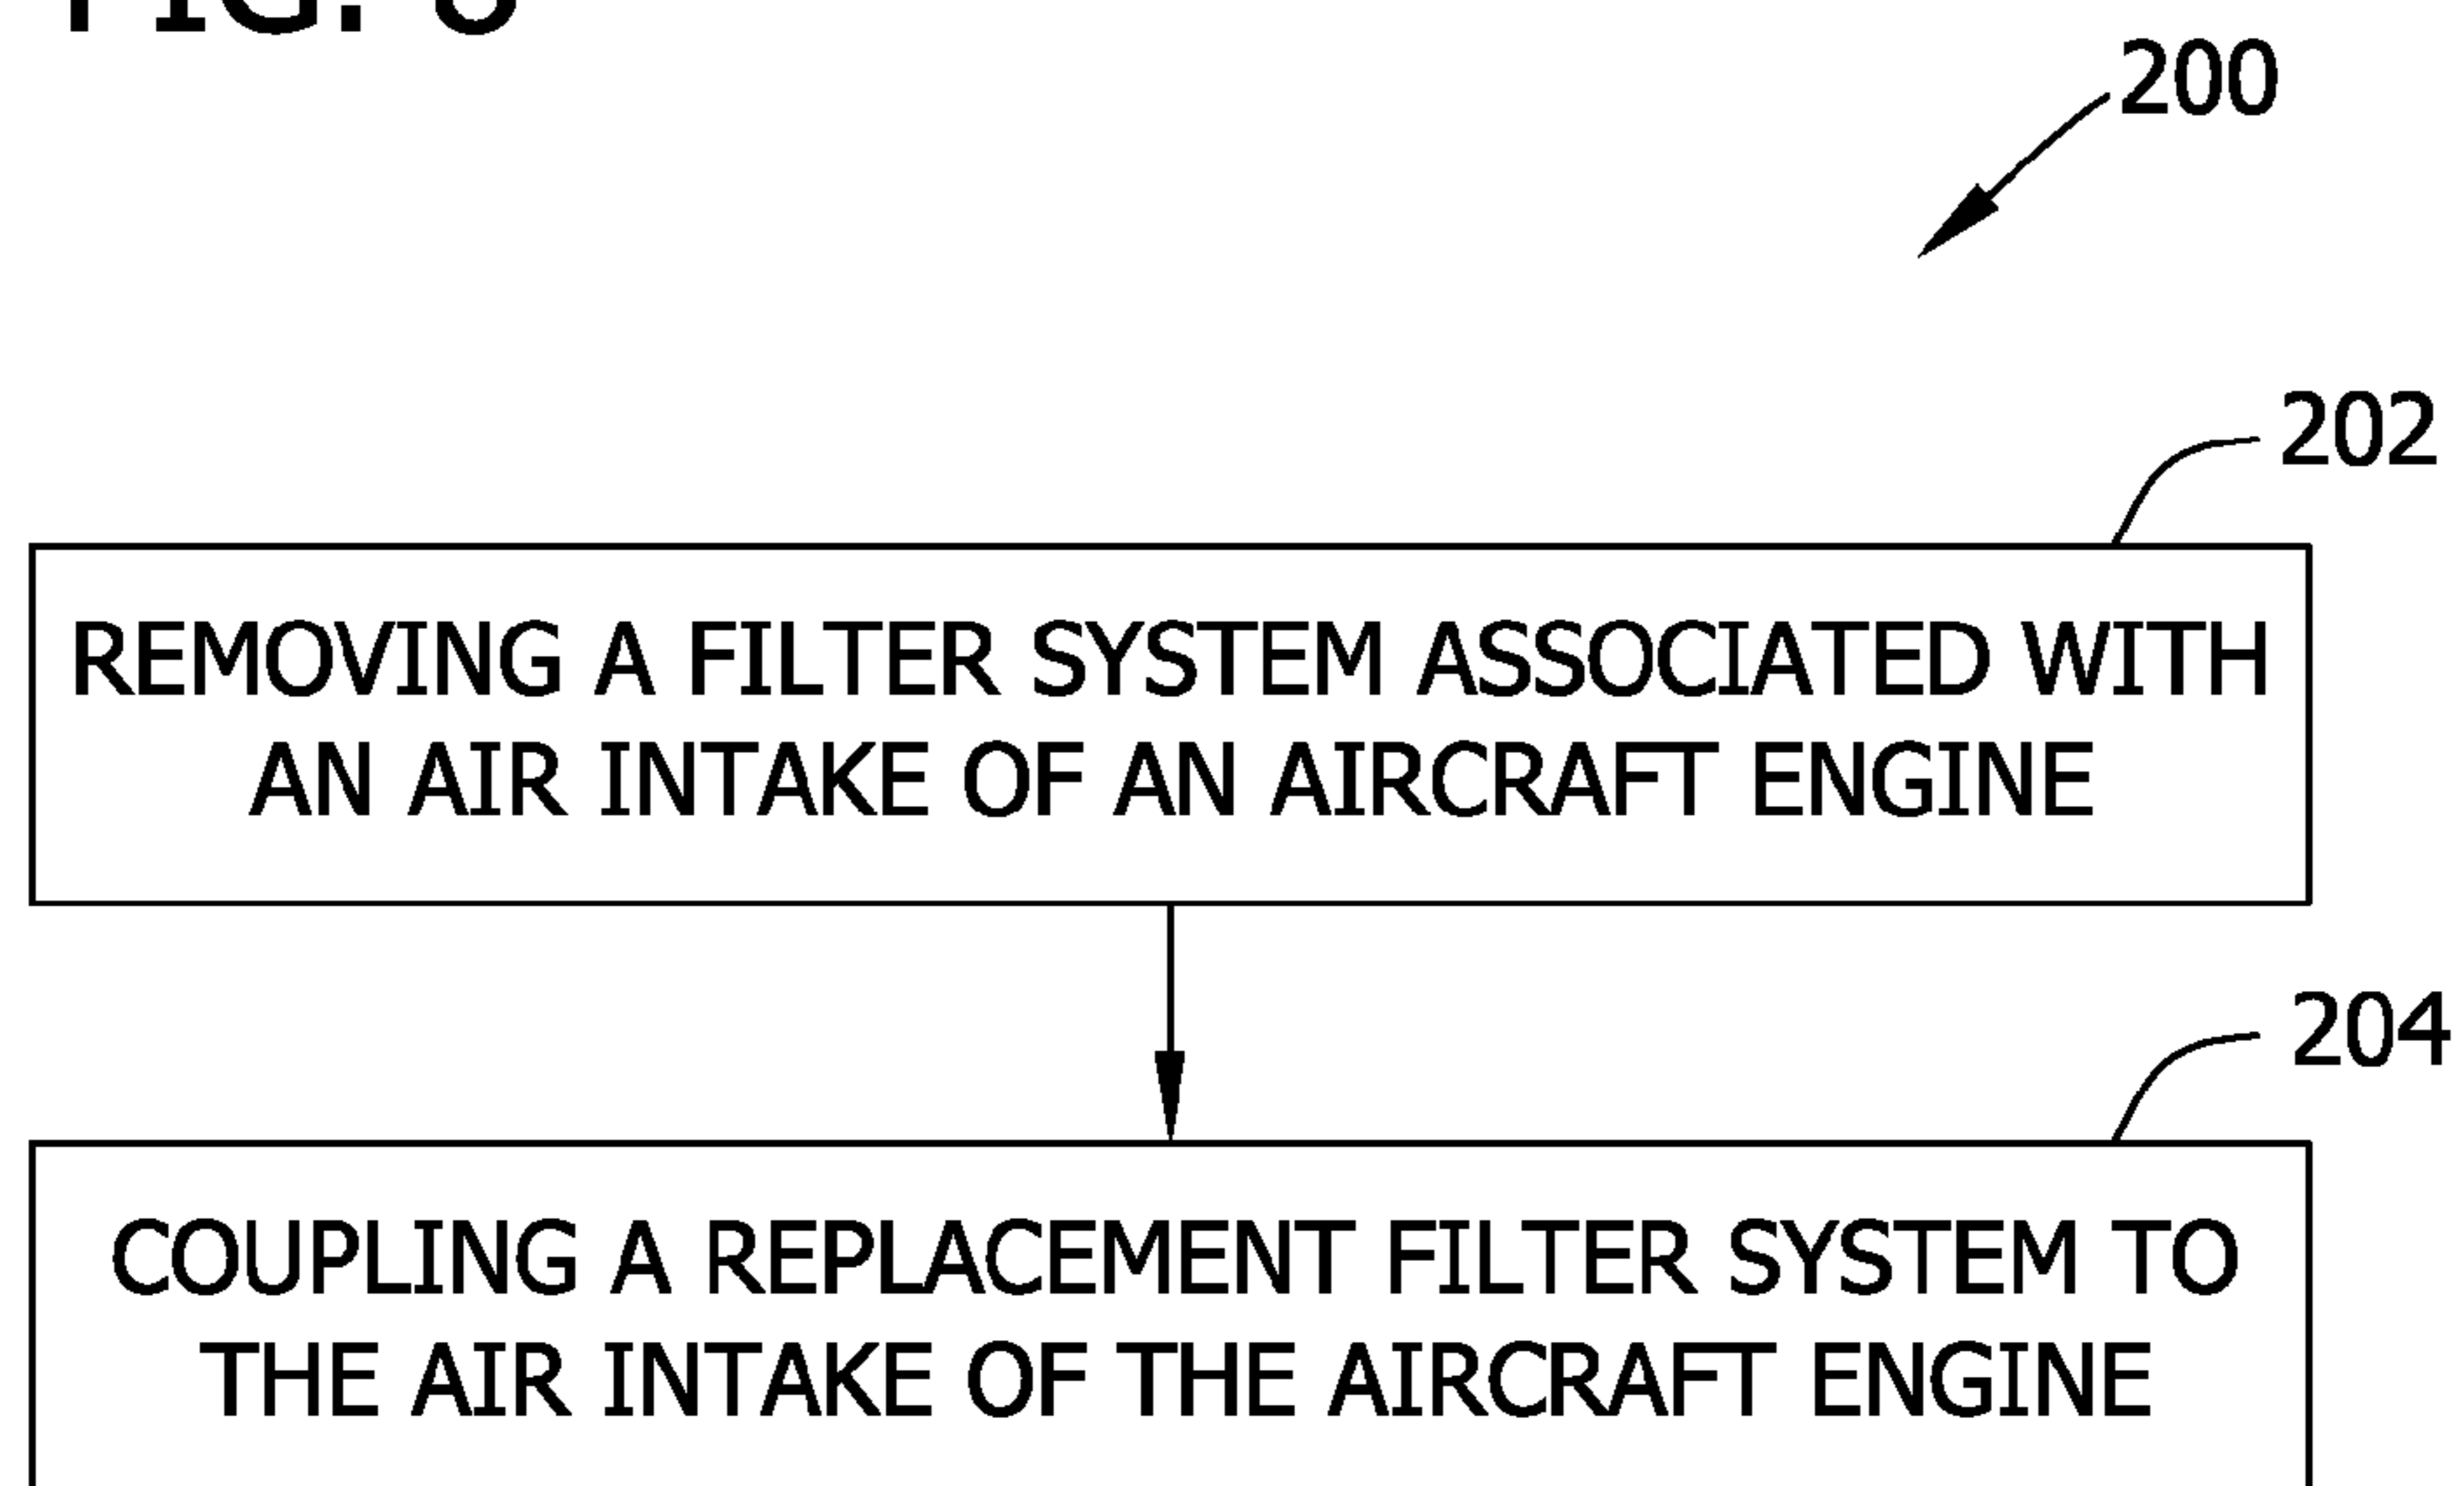 FIG.
200
202
REMOVING A FILTER SYSTEM ASSOCIATED WITH
AN AIR INTAKE OF AN AIRCRAFT ENGINE
204
COUPLING A REPLACEMENT FILTER SYSTEM TO
THE AIR INTAKE OF THE AIRCRAFT ENGINE